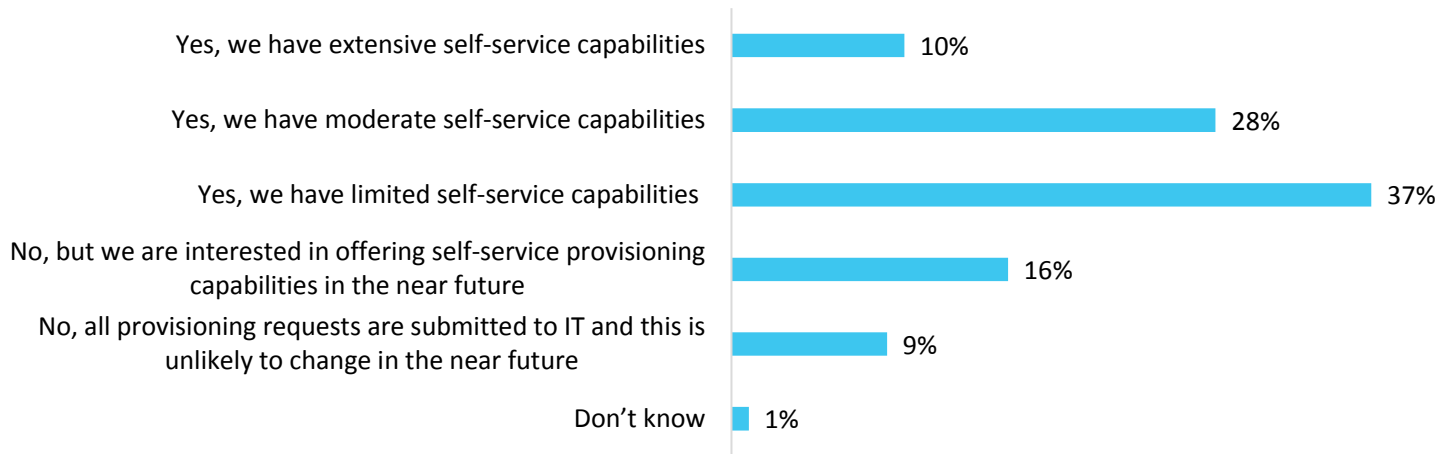 Yes, we have extensive self-service capabilities 10%
Yes, we have moderate self-service capabilities 28%
Yes, we have limited self-service capabilities 37%
No, but we are interested in offering self-service provisioning
capabilities in the near future 16%
No, all provisioning requests are submitted to IT and this is
unlikely to change in the near future 9%
Don’t know 1%